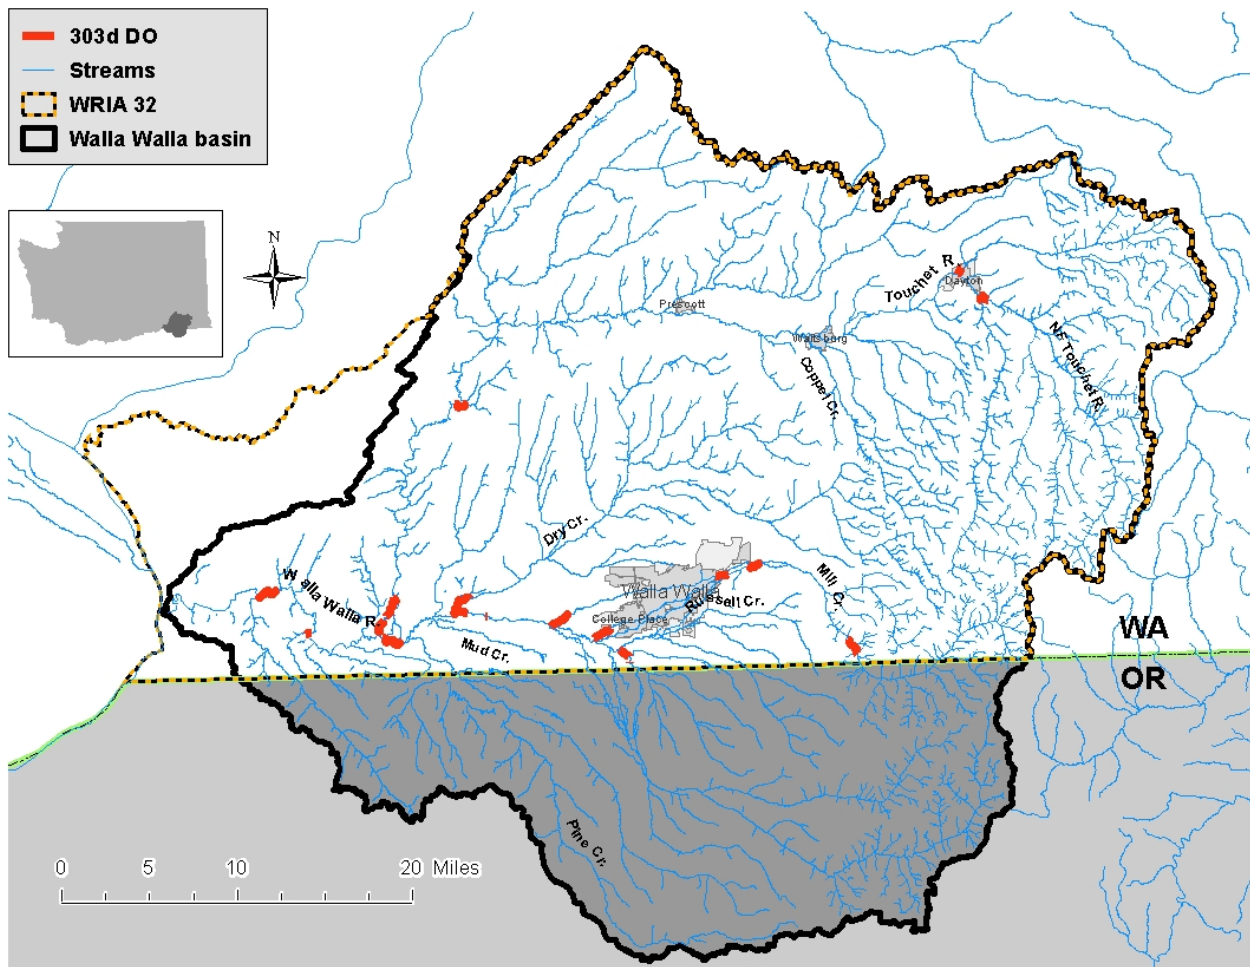 303d DO
Streams
WRIA 32
Walla Walla basin
N
Touchet R.
Dayton
Prescott
Waitsburg
NF Touchet R.
Coppei Cr.
Dry Cr.
Mill Cr.
Walla Walla R.
Walla Walla
Russell Cr.
College Place
Mud Cr.
WA
OR
Pine Cr.
0 5 10 20 Miles